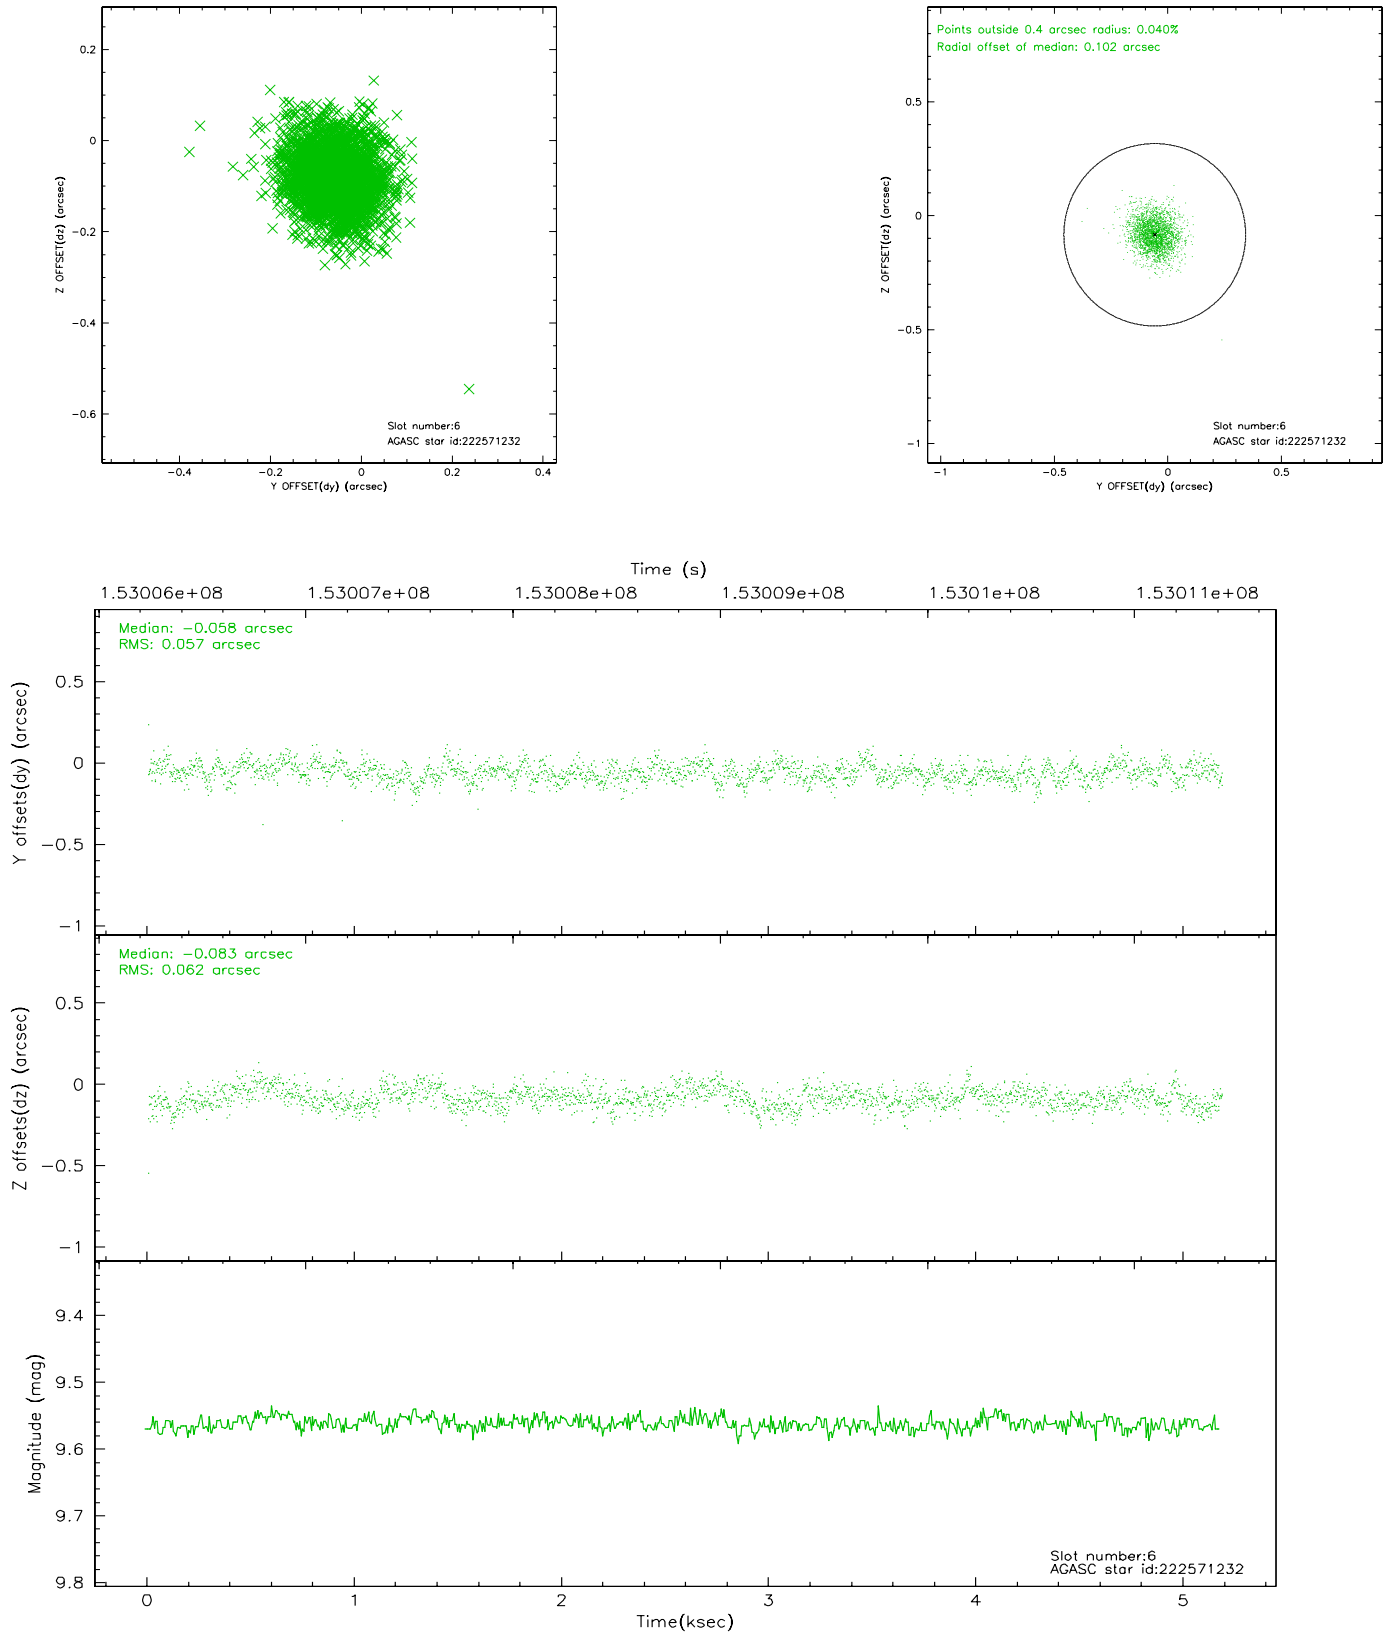 0.2
0
−0.2
−0.4
−0.6
Z OFFSET(dz) (arcsec)
−0.4
−0.2
0
0.2
0.4
Y OFFSET(dy) (arcsec)
Slot number:6
AGASC star id:222571232
Points outside 0.4 arcsec radius: 0.040%
Radial offset of median: 0.102 arcsec
0.5
0
−0.5
−1
Z OFFSET(dz) (arcsec)
−1
−0.5
0
0.5
Y OFFSET(dy) (arcsec)
Slot number:6
AGASC star id:222571232
Time (s)
1.53006e+08
1.53007e+08
1.53008e+08
1.53009e+08
1.5301e+08
1.53011e+08
Median: −0.058 arcsec
RMS: 0.057 arcsec
0.5
0
−0.5
−1
Y offsets(dy) (arcsec)
Median: −0.083 arcsec
RMS: 0.062 arcsec
0.5
0
−0.5
−1
Z offsets(dz) (arcsec)
9.4
9.5
9.6
9.7
9.8
Magnitude (mag)
Slot number:6
AGASC star id:222571232
0
1
2
3
4
5
Time(ksec)